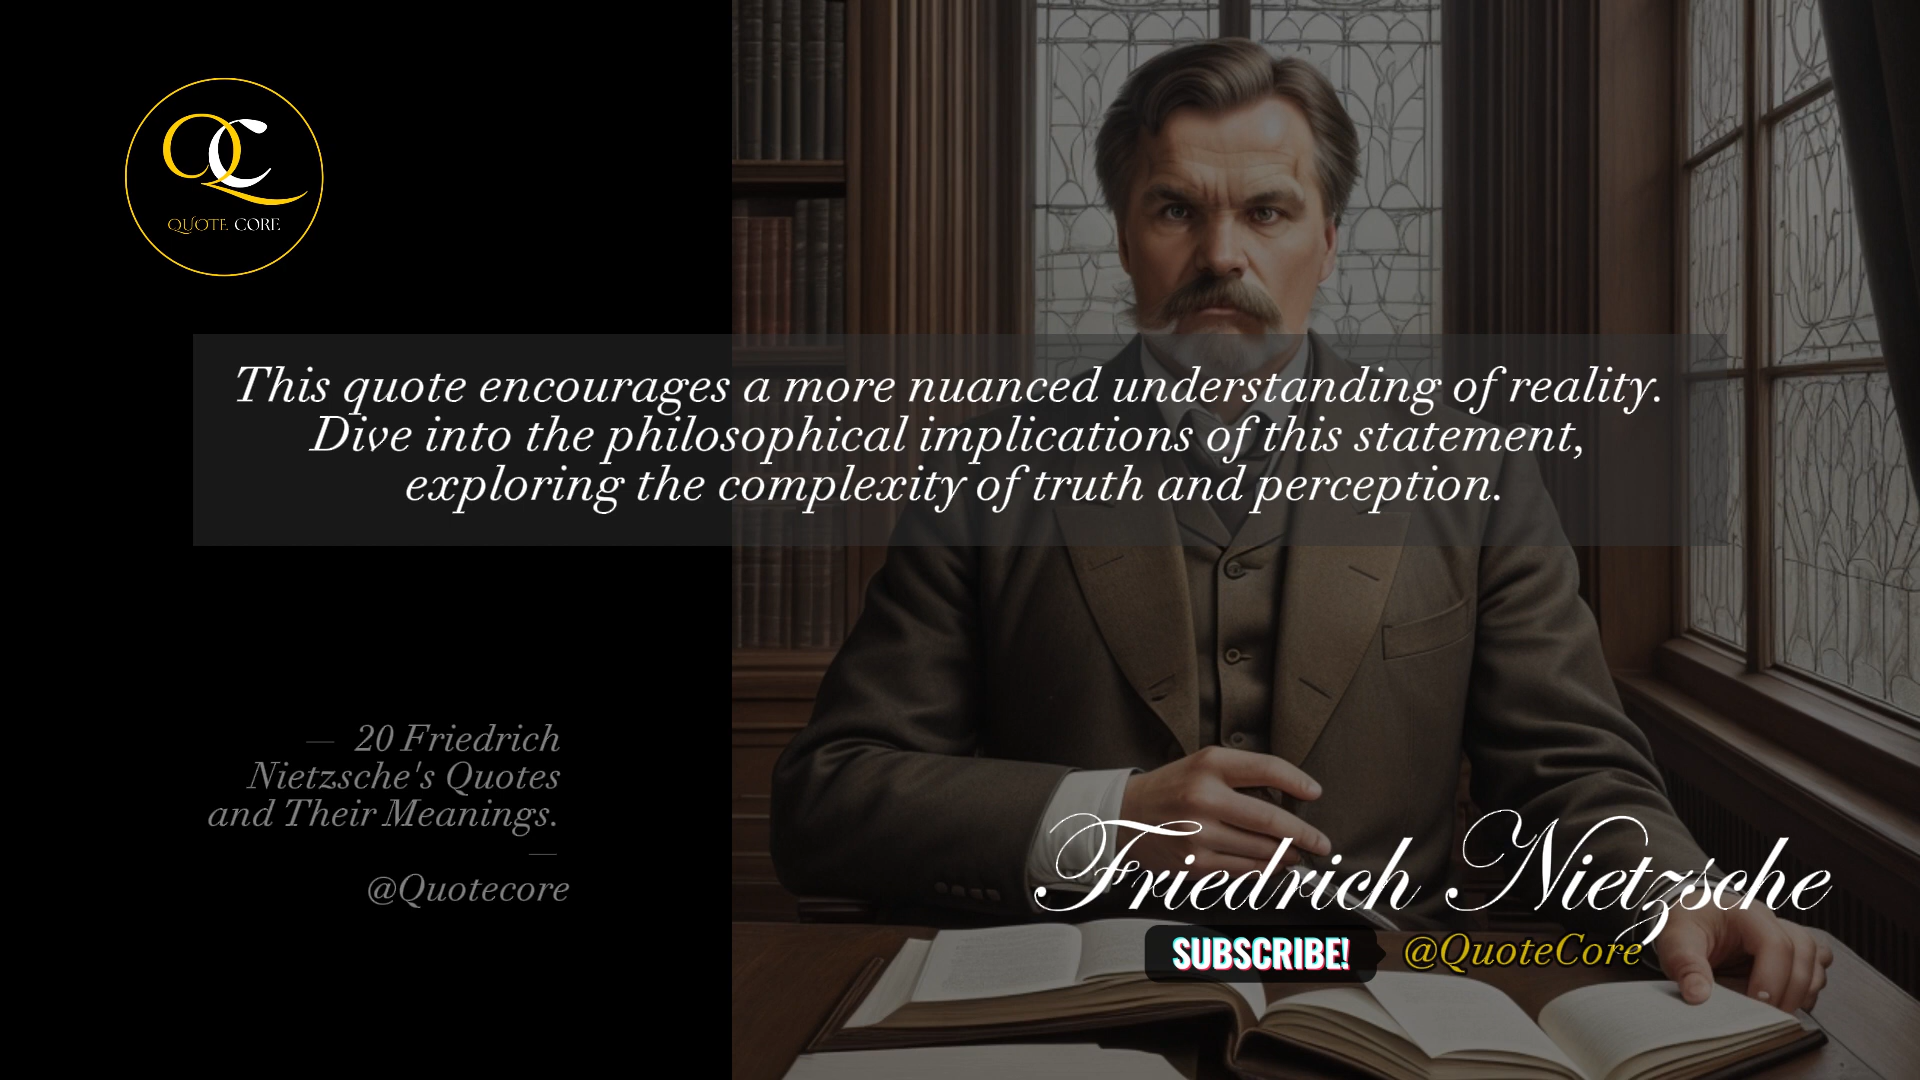 QC
QUOTE CORE
This quote encourages a more nuanced understanding of reality.
Dive into the philosophical implications of this statement,
exploring the complexity of truth and perception.
— 20 Friedrich
Nietzsche's Quotes
and Their Meanings.
—
@Quotecore
Friedrich Nietzsche
SUBSCRIBE! @QuoteCore